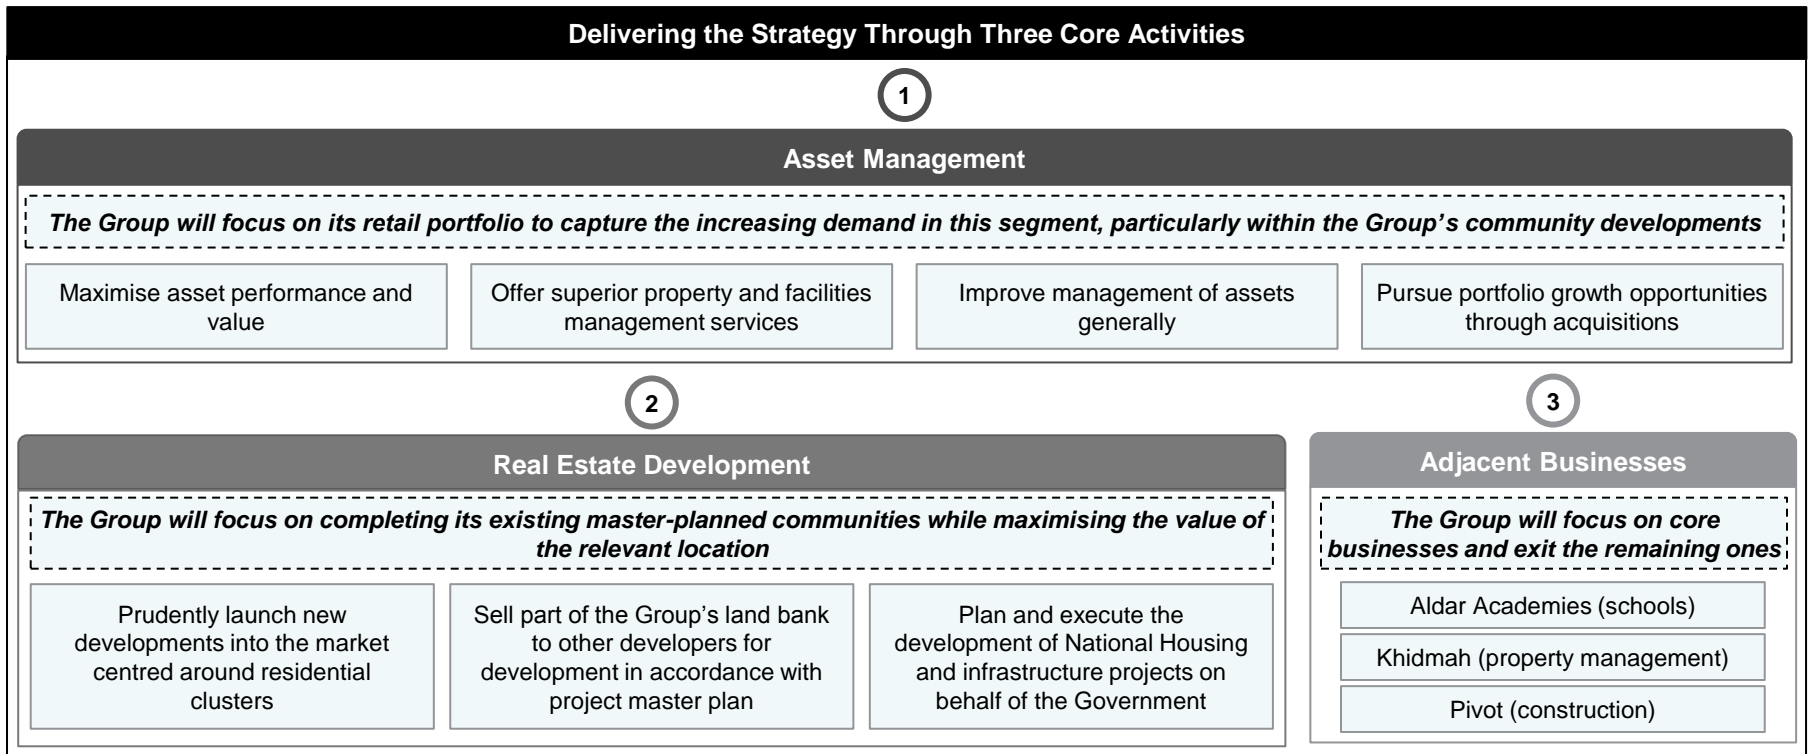 Delivering the Strategy Through Three Core Activities
1
Asset Management
The Group will focus on its retail portfolio to capture the increasing demand in this segment, particularly within the Group's community developments
Maximise asset performance and
value
Offer superior property and facilities
management services
Improve management of assets
generally
Pursue portfolio growth opportunities
through acquisitions
2
Real Estate Development
The Group will focus on completing its existing master-planned communities while maximising the value of
the relevant location
Prudently launch new
developments into the market
centred around residential
clusters
Sell part of the Group's land bank
to other developers for
development in accordance with
project master plan
Plan and execute the
development of National Housing
and infrastructure projects on
behalf of the Government
3
Adjacent Businesses
The Group will focus on core
businesses and exit the remaining ones
Aldar Academies (schools)
Khidmah (property management)
Pivot (construction)